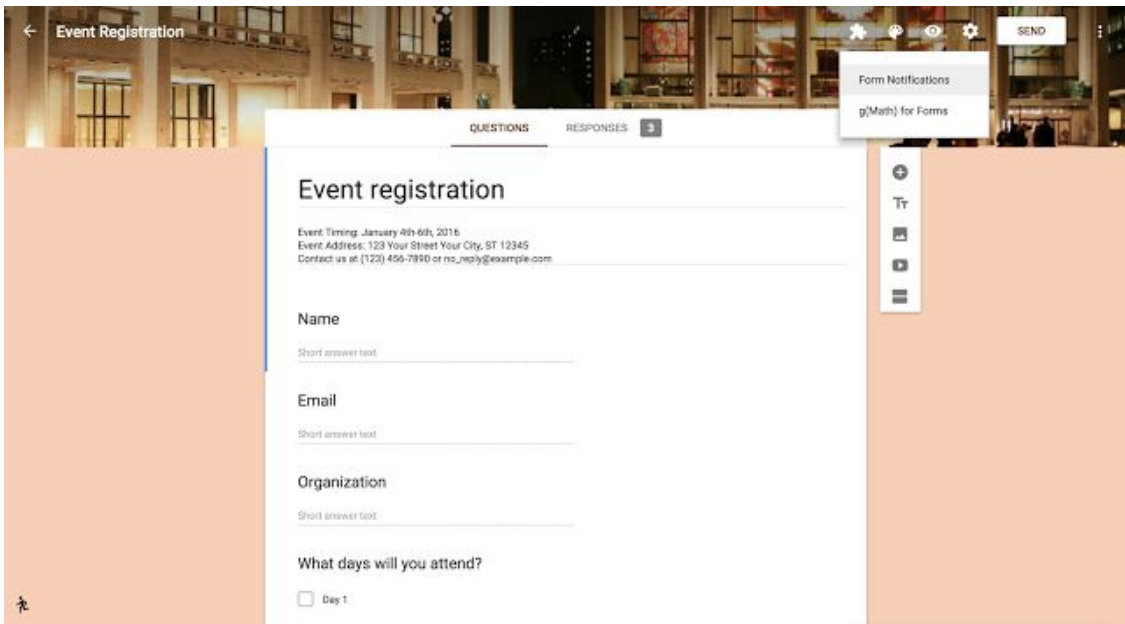 Event Registration
SEND
Form Notifications
g(Math) for Forms
QUESTIONS RESPONSES 3
Event registration
Event Timing: January 4th-6th, 2016
Event Address: 123 Your Street Your City, ST 12345
Contact us at (123) 456-7890 or no_reply@example.com
Tт
Name
Short answer text
Email
Short answer text
Organization
Short answer text
What days will you attend?
Day 1